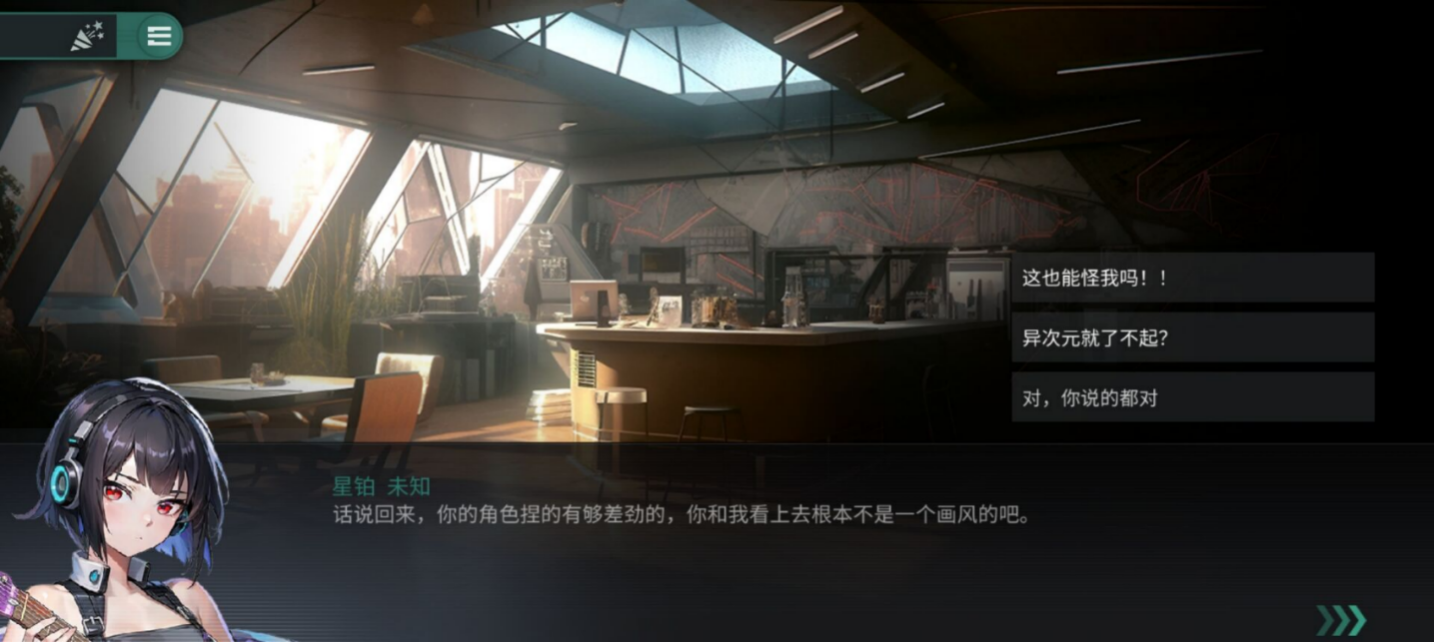 这也能怪我吗！！
异次元就了不起？
对，你说的都对
星铂 未知
话说回来，你的角色捏的有够差劲的，你和我看上去根本不是一个画风的吧。